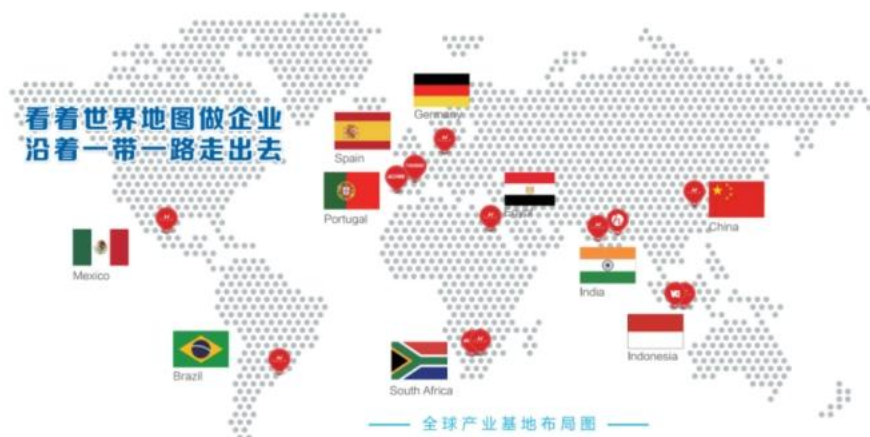 看着世界地图做企业
沿着一带一路走出去
Germany
Spain
Portugal
Egypt
China
Mexico
India
Indonesia
Brazil
South Africa
全球产业基地布局图